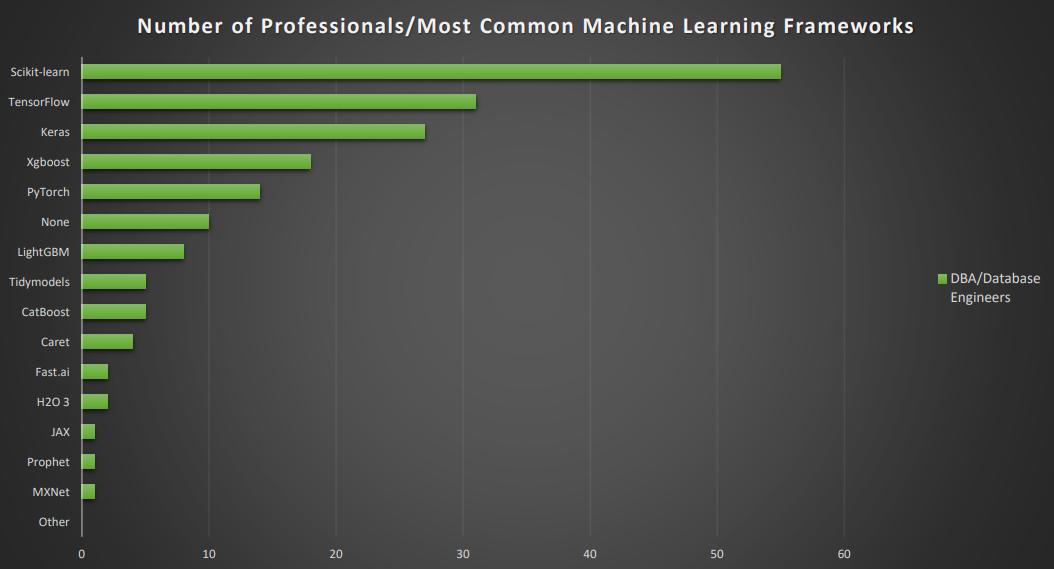 Number of Professionals/Most Common Machine Learning Frameworks
Scikit-learn
TensorFlow
Keras
Xgboost
PyTorch
None
LightGBM
Tidymodels
CatBoost
Caret
Fast.ai
H2O 3
JAX
Prophet
MXNet
Other
0 10 20 30 40 50 60
DBA/Database
Engineers